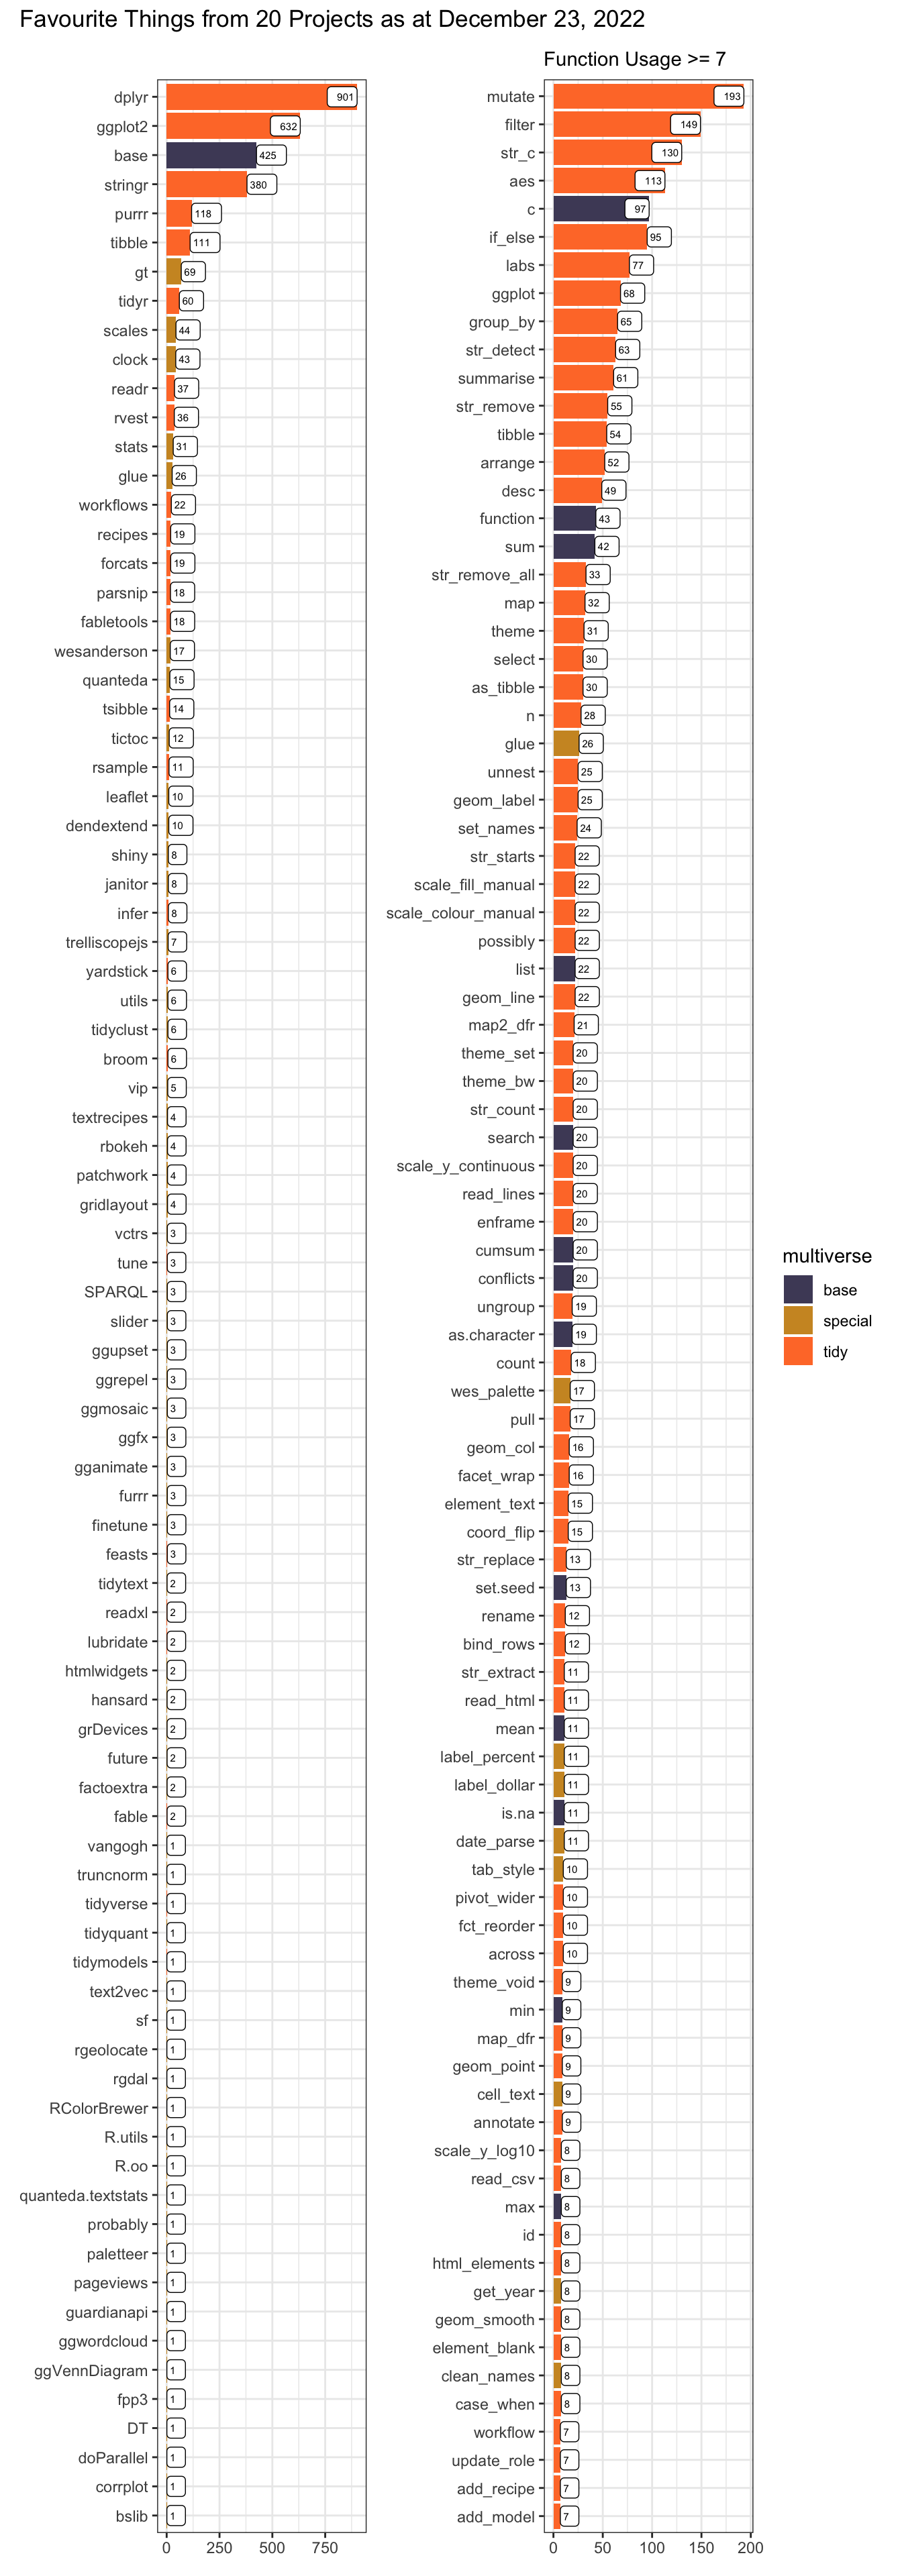 Favourite Things from 20 Projects as at December 23, 2022
dplyr 901
ggplot2 632
base 425
stringr 380
purrr 118
tibble 111
gt 69
tidyr 60
scales 44
clock 43
readr 37
rvest 36
stats 31
glue 26
workflows 22
recipes 19
forcats 19
parsnip 18
fabletools 18
wesanderson 17
quanteda 15
tsibble 14
tictoc 12
rsample 11
leaflet 10
dendextend 10
shiny 8
janitor 8
infer 8
trelliscopejs 7
yardstick 6
utils 6
tidyclust 6
broom 6
vip 5
textrecipes 4
rbokeh 4
patchwork 4
gridlayout 4
vctrs 3
tune 3
SPARQL 3
slider 3
ggupset 3
ggrepel 3
ggmosaic 3
ggfx 3
gganimate 3
furrr 3
finetune 3
feasts 3
tidytext 2
readxl 2
lubridate 2
htmlwidgets 2
hansard 2
grDevices 2
future 2
factoextra 2
fable 2
vangogh 1
truncnorm 1
tidyverse 1
tidyquant 1
tidymodels 1
text2vec 1
sf 1
rgeolocate 1
rgdal 1
RColorBrewer 1
R.utils 1
R.oo 1
quanteda.textstats 1
probably 1
paletteer 1
pageviews 1
guardianapi 1
ggwordcloud 1
ggVennDiagram 1
fpp3 1
DT 1
doParallel 1
corrplot 1
bslib 1
0 250 500 750
Function Usage >= 7
mutate 193
filter 149
str_c 130
aes 113
c 97
if_else 95
labs 77
ggplot 68
group_by 65
str_detect 63
summarise 61
str_remove 55
tibble 54
arrange 52
desc 49
function 43
sum 42
str_remove_all 33
map 32
theme 31
select 30
as_tibble 30
n 28
glue 26
unnest 25
geom_label 25
set_names 24
str_starts 22
scale_fill_manual 22
scale_colour_manual 22
possibly 22
list 22
geom_line 22
map2_dfr 21
theme_set 20
theme_bw 20
str_count 20
search 20
scale_y_continuous 20
read_lines 20
enframe 20
cumsum 20
conflicts 20
ungroup 19
as.character 19
count 18
wes_palette 17
pull 17
geom_col 16
facet_wrap 16
element_text 15
coord_flip 15
str_replace 13
set.seed 13
rename 12
bind_rows 12
str_extract 11
read_html 11
mean 11
label_percent 11
label_dollar 11
is.na 11
date_parse 11
tab_style 10
pivot_wider 10
fct_reorder 10
across 10
theme_void 9
min 9
map_dfr 9
geom_point 9
cell_text 9
annotate 9
scale_y_log10 8
read_csv 8
max 8
id 8
html_elements 8
get_year 8
geom_smooth 8
element_blank 8
clean_names 8
case_when 8
workflow 7
update_role 7
add_recipe 7
add_model 7
0 50 100 150 200
multiverse
base
special
tidy